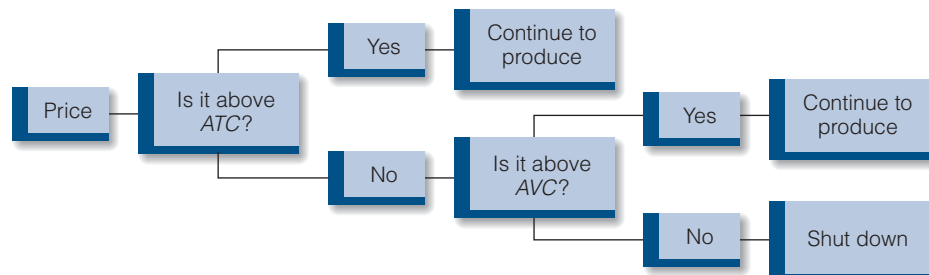 Price
Is it above
ATC?
Yes
Continue to
produce
No
Is it above
AVC?
Yes
Continue to
produce
No
Shut down